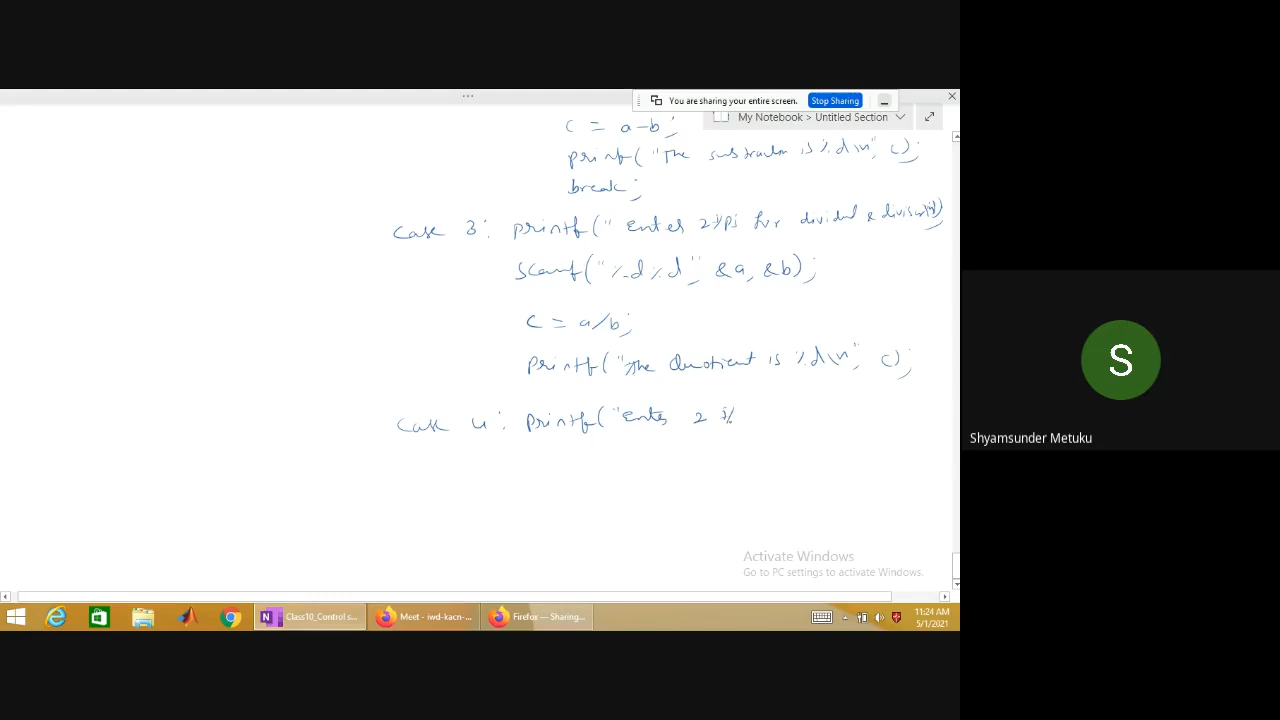 You are sharing your entire screen. Stop Sharing
My Notebook > Untitled Section
c = a-b;
printf("The subtraction is %d\n", c);
break;
case 3: printf(" Enter 2 i/ps for dividend & divisor\n");
scanf("%d%d", &a, &b);
c = a/b;
printf("The Quotient is %d\n", c);
case 4: printf("Enter 2 i/
S
Shyamsunder Metuku
Activate Windows
Go to PC settings to activate Windows.
Class10_Control s...
Meet - iwd-kacn-...
Firefox — Sharing...
11:24 AM
5/1/2021